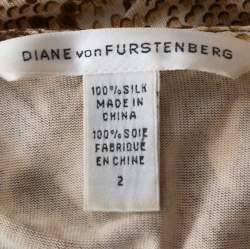 DIANE von FURSTENBERG
100% SILK
MADE IN
CHINA
100% SOIE
FABRIQUÉ
EN CHINE
2